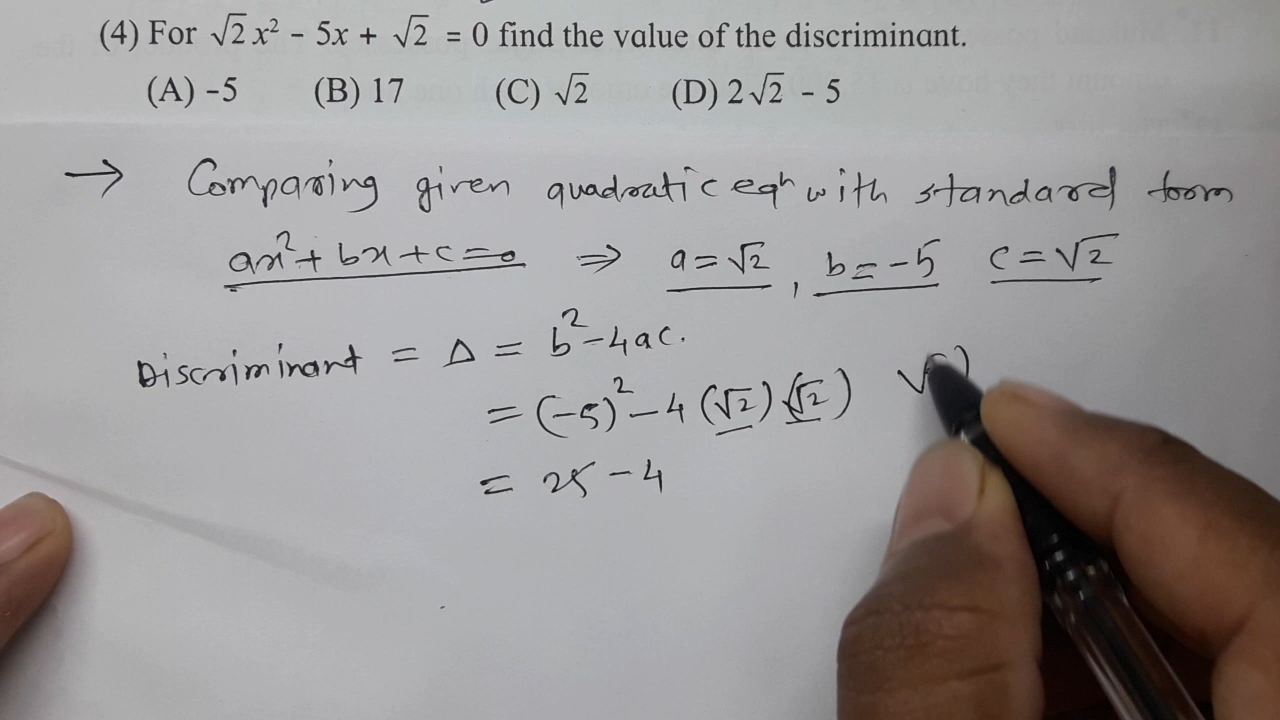 (4) For √2 x² - 5x + √2 = 0 find the value of the discriminant.
(A) -5 (B) 17 (C) √2 (D) 2√2 - 5
→ Comparing given quadratic eqn with standard form
ax²+bx+c=0 ⇒ a=√2, b=-5 c=√2
Discriminant = Δ = b²-4ac.
= (-5)²-4(√2)(√2)
= 25-4